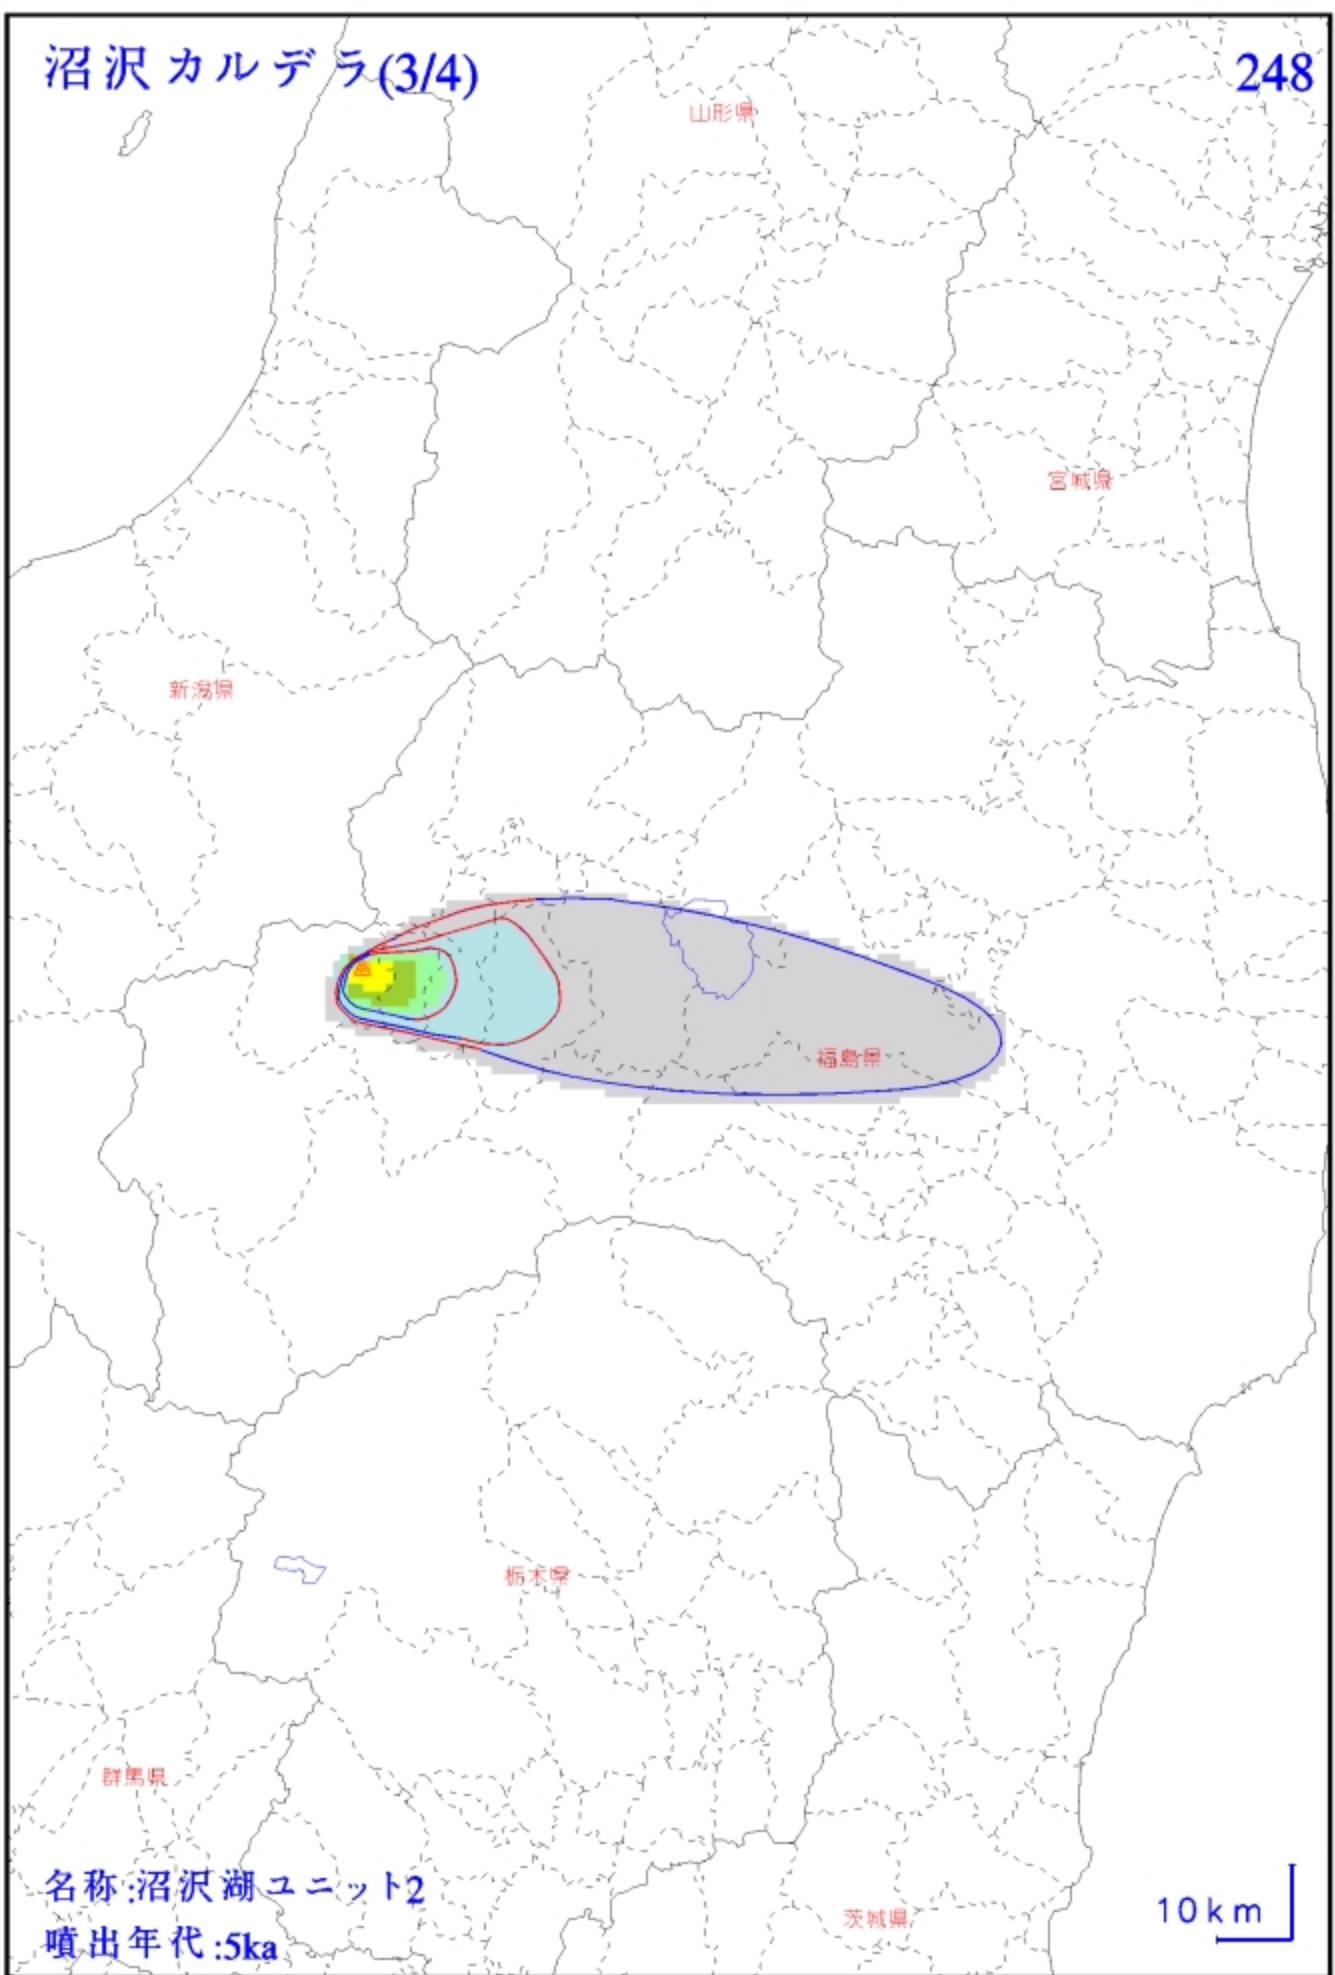 沼沢カルデラ(3/4)
248
山形県
宮城県
新潟県
福島県
栃木県
群馬県
名称:沼沢湖ユニット2
茨城県
10km
噴出年代:5ka